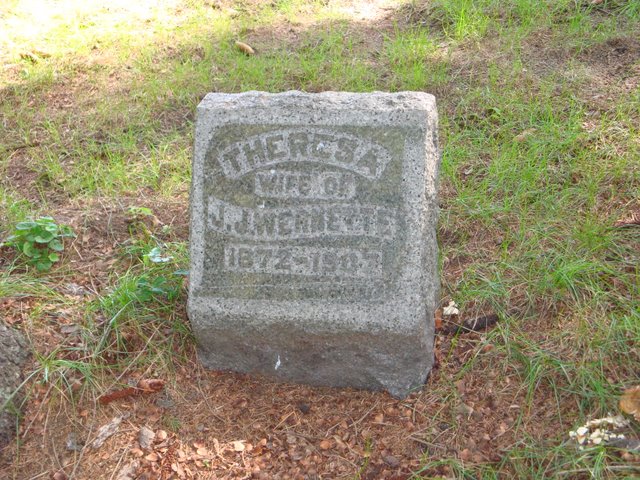 THERESA
WIFE OF
J.J. WERNETTE
1872-1907